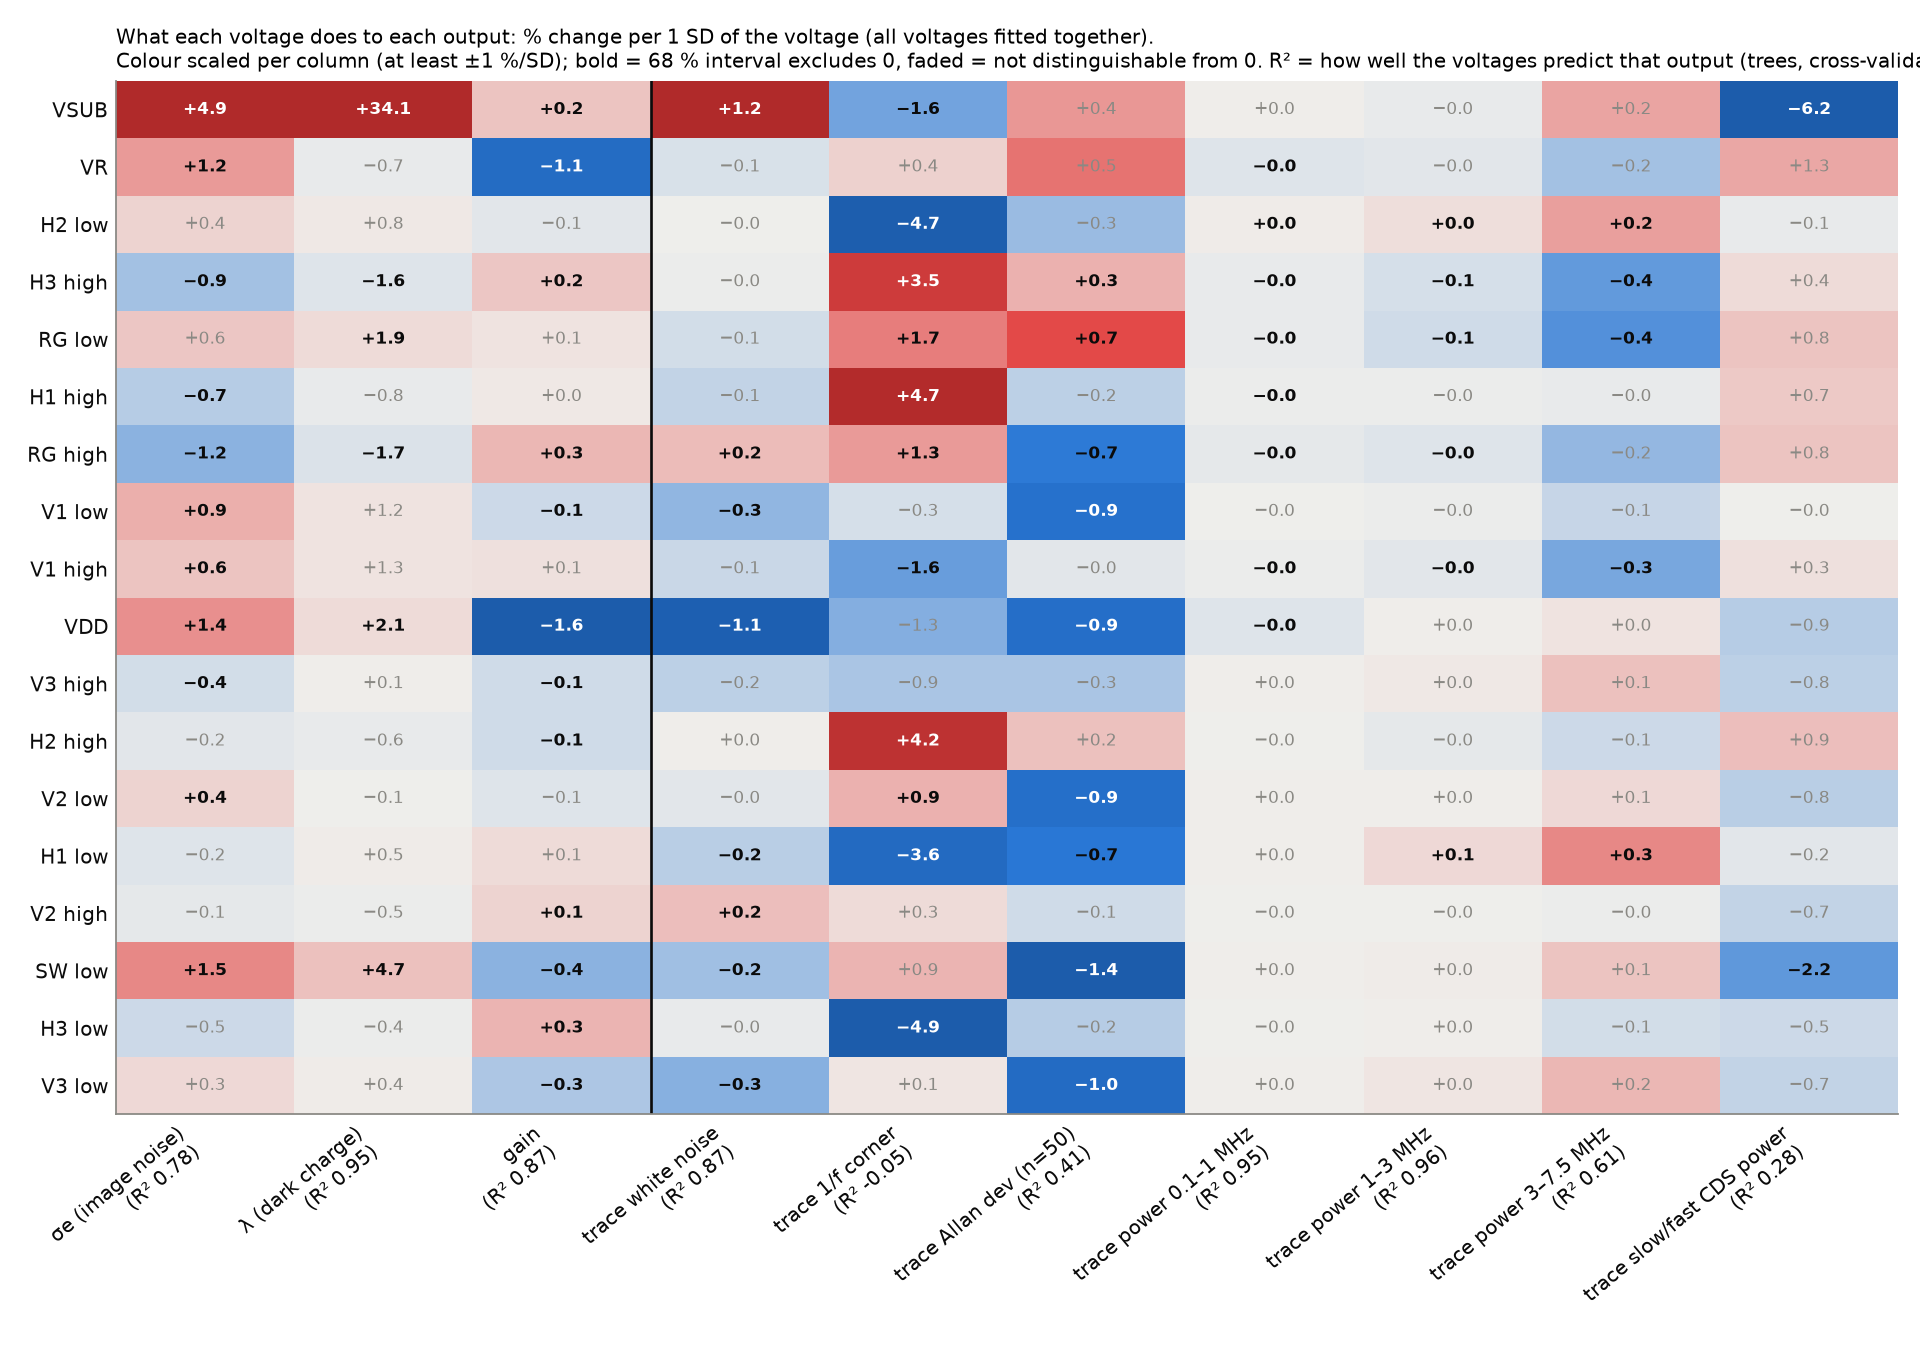 What each voltage does to each output: % change per 1 SD of the voltage (all voltages fitted together).
Colour scaled per column (at least ±1 %/SD); bold = 68 % interval excludes 0, faded = not distinguishable from 0. R² = how well the voltages predict that output (trees, cross-valida
VSUB +4.9 +34.1 +0.2 +1.2 −1.6 +0.4 +0.0 −0.0 +0.2 −6.2
VR +1.2 −0.7 −1.1 −0.1 +0.4 +0.5 −0.0 −0.0 −0.2 +1.3
H2 low +0.4 +0.8 −0.1 −0.0 −4.7 −0.3 +0.0 +0.0 +0.2 −0.1
H3 high −0.9 −1.6 +0.2 −0.0 +3.5 +0.3 −0.0 −0.1 −0.4 +0.4
RG low +0.6 +1.9 +0.1 −0.1 +1.7 +0.7 −0.0 −0.1 −0.4 +0.8
H1 high −0.7 −0.8 +0.0 −0.1 +4.7 −0.2 −0.0 −0.0 −0.0 +0.7
RG high −1.2 −1.7 +0.3 +0.2 +1.3 −0.7 −0.0 −0.0 −0.2 +0.8
V1 low +0.9 +1.2 −0.1 −0.3 −0.3 −0.9 −0.0 −0.0 −0.1 −0.0
V1 high +0.6 +1.3 +0.1 −0.1 −1.6 −0.0 −0.0 −0.0 −0.3 +0.3
VDD +1.4 +2.1 −1.6 −1.1 −1.3 −0.9 −0.0 +0.0 +0.0 −0.9
V3 high −0.4 +0.1 −0.1 −0.2 −0.9 −0.3 +0.0 +0.0 +0.1 −0.8
H2 high −0.2 −0.6 −0.1 +0.0 +4.2 +0.2 −0.0 −0.0 −0.1 +0.9
V2 low +0.4 −0.1 −0.1 −0.0 +0.9 −0.9 +0.0 +0.0 +0.1 −0.8
H1 low −0.2 +0.5 +0.1 −0.2 −3.6 −0.7 +0.0 +0.1 +0.3 −0.2
V2 high −0.1 −0.5 +0.1 +0.2 +0.3 −0.1 −0.0 −0.0 −0.0 −0.7
SW low +1.5 +4.7 −0.4 −0.2 +0.9 −1.4 +0.0 +0.0 +0.1 −2.2
H3 low −0.5 −0.4 +0.3 −0.0 −4.9 −0.2 −0.0 +0.0 −0.1 −0.5
V3 low +0.3 +0.4 −0.3 −0.3 +0.1 −1.0 +0.0 +0.0 +0.2 −0.7
σe (image noise)
(R² 0.78)
λ (dark charge)
(R² 0.95)
gain
(R² 0.87)
trace white noise
(R² 0.87)
trace 1/f corner
(R² -0.05)
trace Allan dev (n=50)
(R² 0.41)
trace power 0.1–1 MHz
(R² 0.95)
trace power 1–3 MHz
(R² 0.96)
trace power 3–7.5 MHz
(R² 0.61)
trace slow/fast CDS power
(R² 0.28)